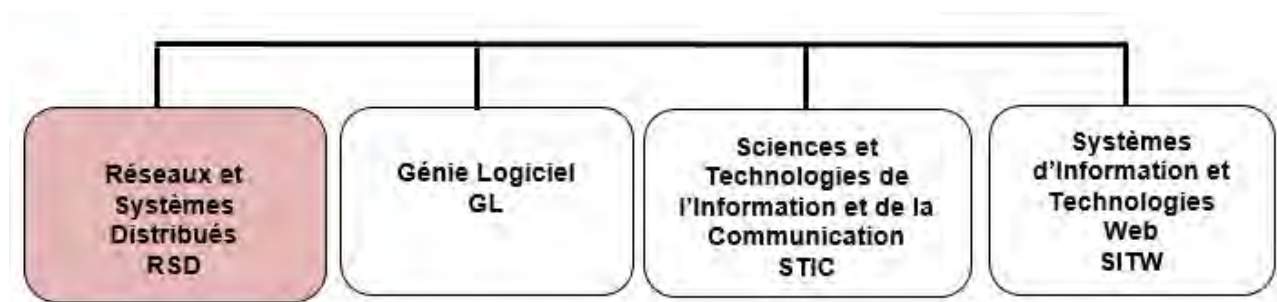 Réseaux et
Systèmes
Distribués
RSD
Génie Logiciel
GL
Sciences et
Technologies de
l'Information et de la
Communication
STIC
Systèmes
d'Information et
Technologies
Web
SITW